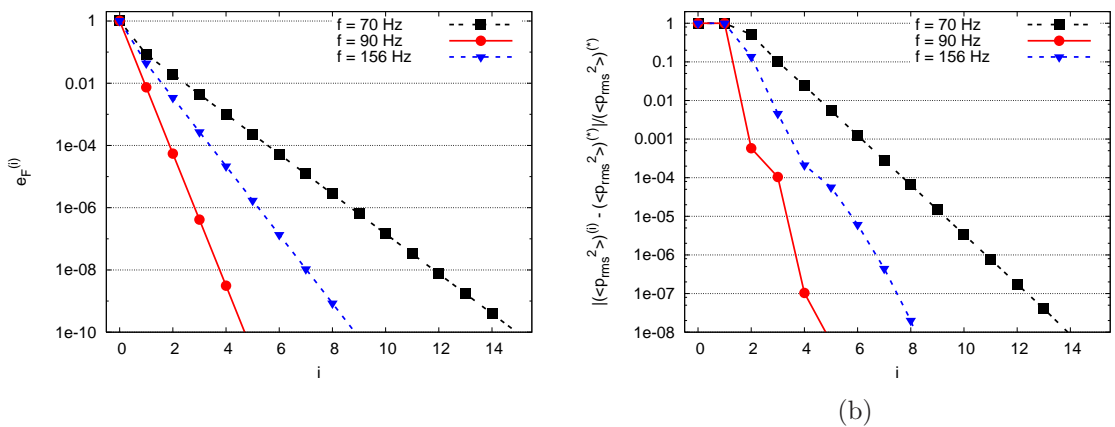 1
0.01
1e-04
1e-06
1e-08
1e-10
0 2 4 6 8 10 12 14
e_F^(i)
i
f = 70 Hz
f = 90 Hz
f = 156 Hz
1
0.1
0.01
0.001
1e-04
1e-05
1e-06
1e-07
1e-08
0 2 4 6 8 10 12 14
|(<p_rms^2>)^(i) - (<p_rms^2>)^(*)|/(<p_rms^2>)^(*)
i
f = 70 Hz
f = 90 Hz
f = 156 Hz
(b)